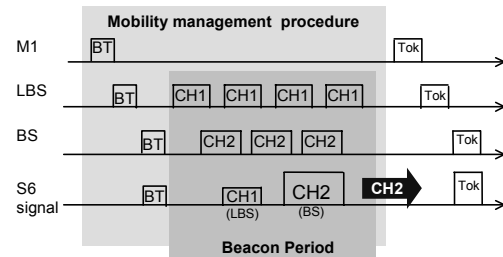 Mobility management procedure
M1 BT Tok
LBS BT CH1 CH1 CH1 CH1 Tok
BS BT CH2 CH2 CH2 Tok
S6 signal BT CH1 (LBS) CH2 (BS) CH2 Tok
Beacon Period